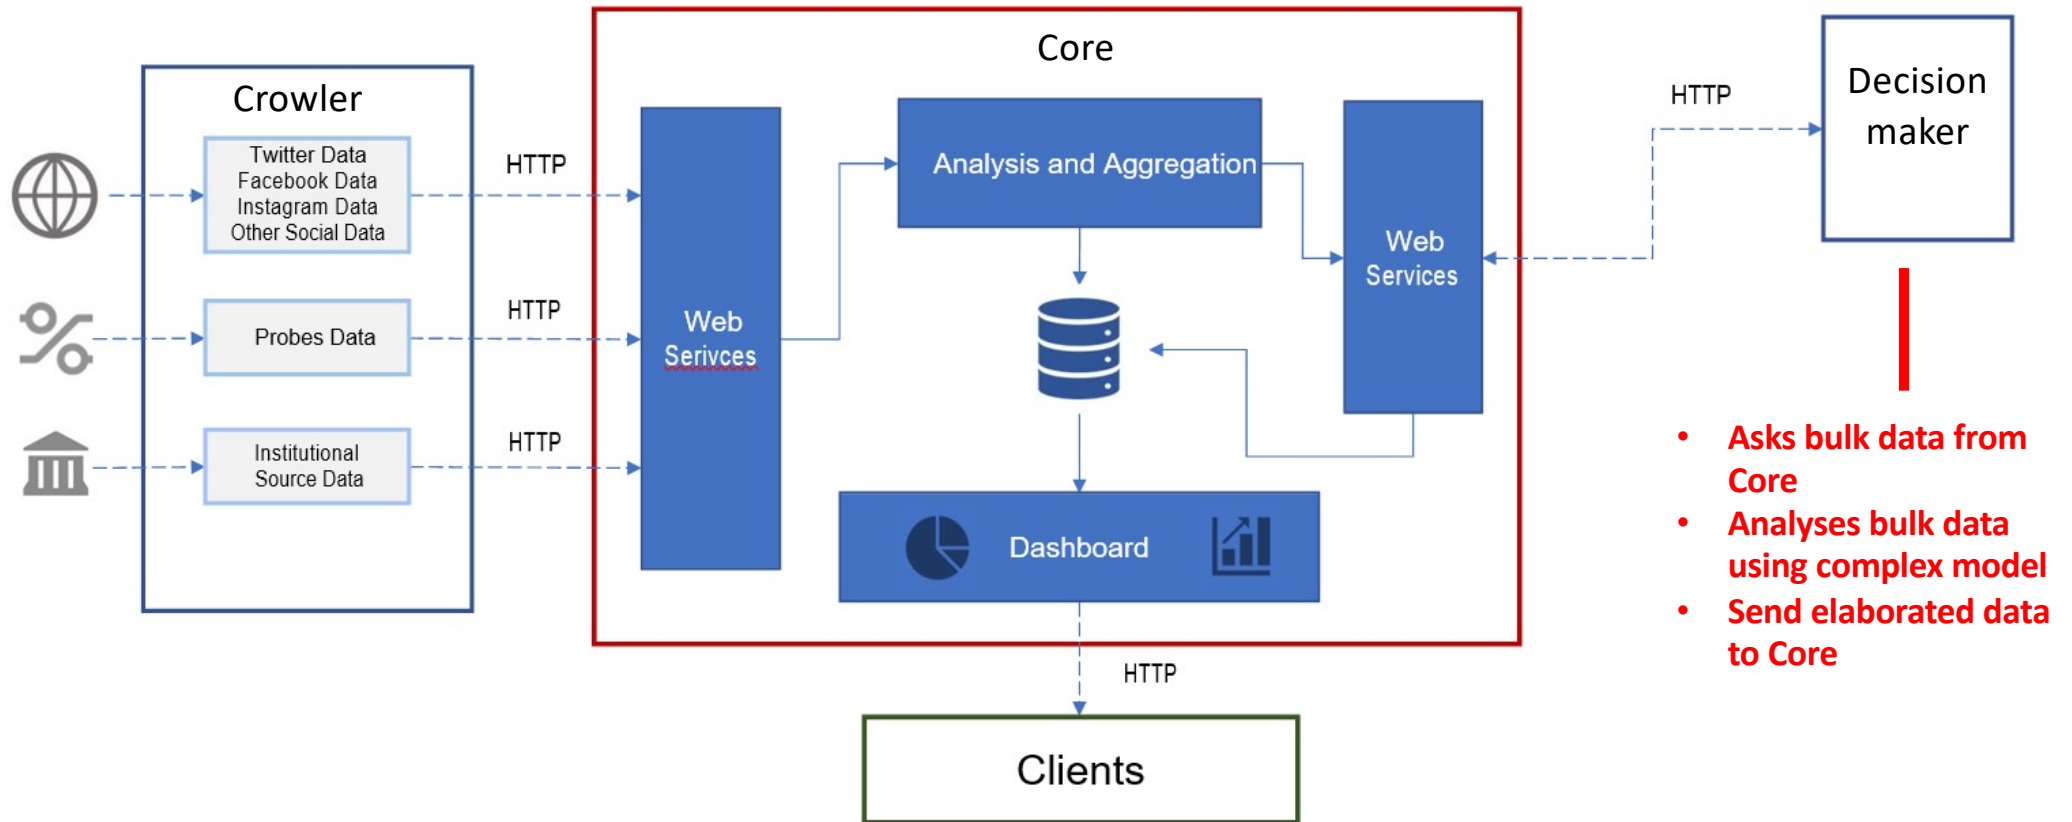 Crowler
Twitter Data
Facebook Data
Instagram Data
Other Social Data
Probes Data
Institutional
Source Data
HTTP
HTTP
HTTP
Core
Web
Serivces
Analysis and Aggregation
Web
Services
Dashboard
HTTP
Clients
HTTP
Decision
maker
• Asks bulk data from
Core
• Analyses bulk data
using complex model
• Send elaborated data
to Core